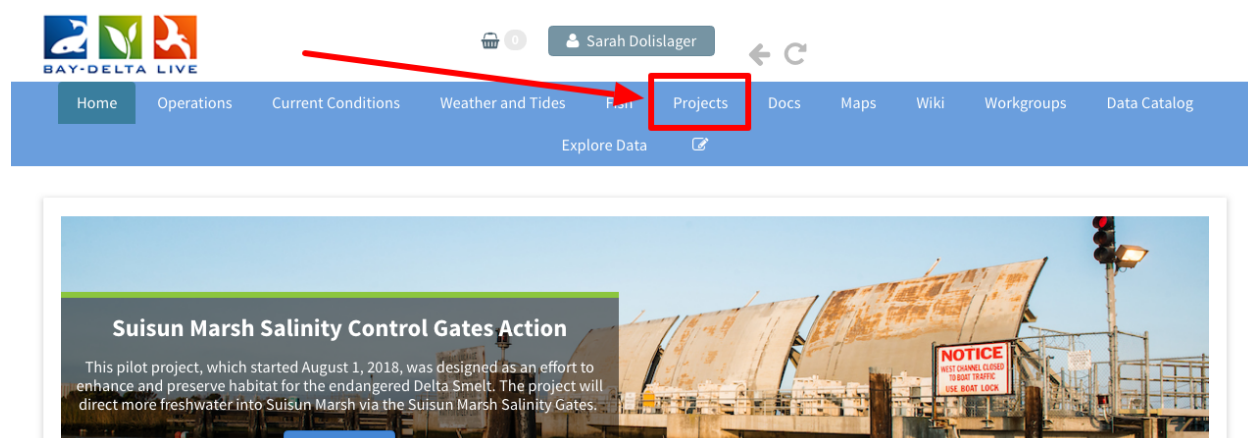 BAY-DELTA LIVE
0
Sarah Dolislager
Home Operations Current Conditions Weather and Tides Fish Projects Docs Maps Wiki Workgroups Data Catalog
Explore Data
Suisun Marsh Salinity Control Gates Action
This pilot project, which started August 1, 2018, was designed as an effort to
enhance and preserve habitat for the endangered Delta Smelt. The project will
direct more freshwater into Suisun Marsh via the Suisun Marsh Salinity Gates.
NOTICE
WEST CHANNEL CLOSED
TO BOAT TRAFFIC
USE BOAT LOCK